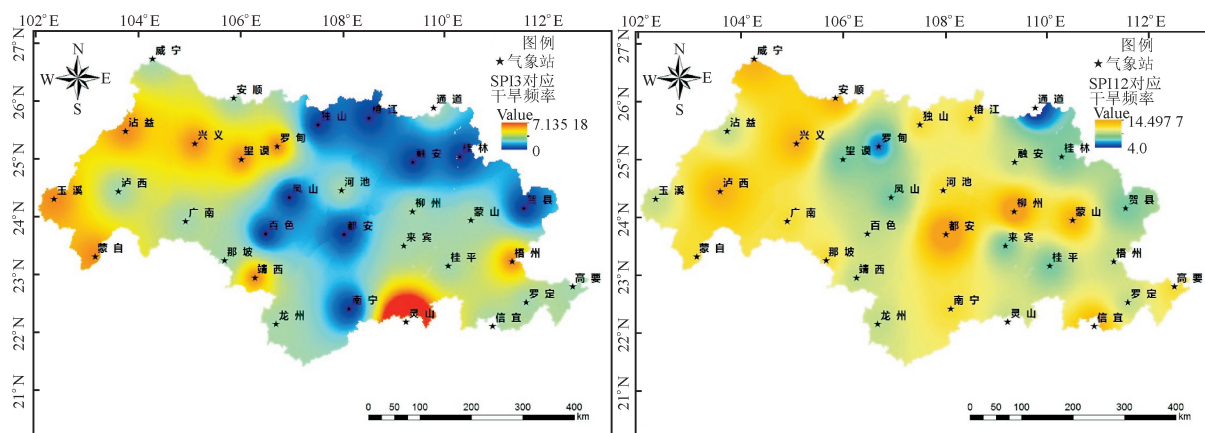 102°E 104°E 106°E 108°E 110°E 112°E
27°N
26°N
25°N
24°N
23°N
22°N
21°N
N
W E
S
图例
★气象站
SPI3对应
干旱频率
Value
7.135 18
0
威宁
安顺
通道
榕江
独山
沾益
兴义
罗甸
望谟
融安
桂林
玉溪
泸西
凤山
河池
贺县
广南
百色
都安
柳州
蒙山
蒙自
那坡
来宾
靖西
桂平
梧州
高要
南宁
罗定
龙州
灵山
信宜
0 50 100 200 300 400
km
102°E 104°E 106°E 108°E 110°E 112°E
27°N
26°N
25°N
24°N
23°N
22°N
21°N
N
W E
S
图例
★气象站
SPI12对应
干旱频率
Value
14.497 7
4.0
威宁
安顺
通道
榕江
独山
沾益
兴义
罗甸
望谟
融安
桂林
玉溪
泸西
凤山
河池
贺县
广南
百色
都安
柳州
蒙山
蒙自
那坡
来宾
靖西
桂平
梧州
高要
南宁
罗定
龙州
灵山
信宜
0 50 100 200 300 400
km